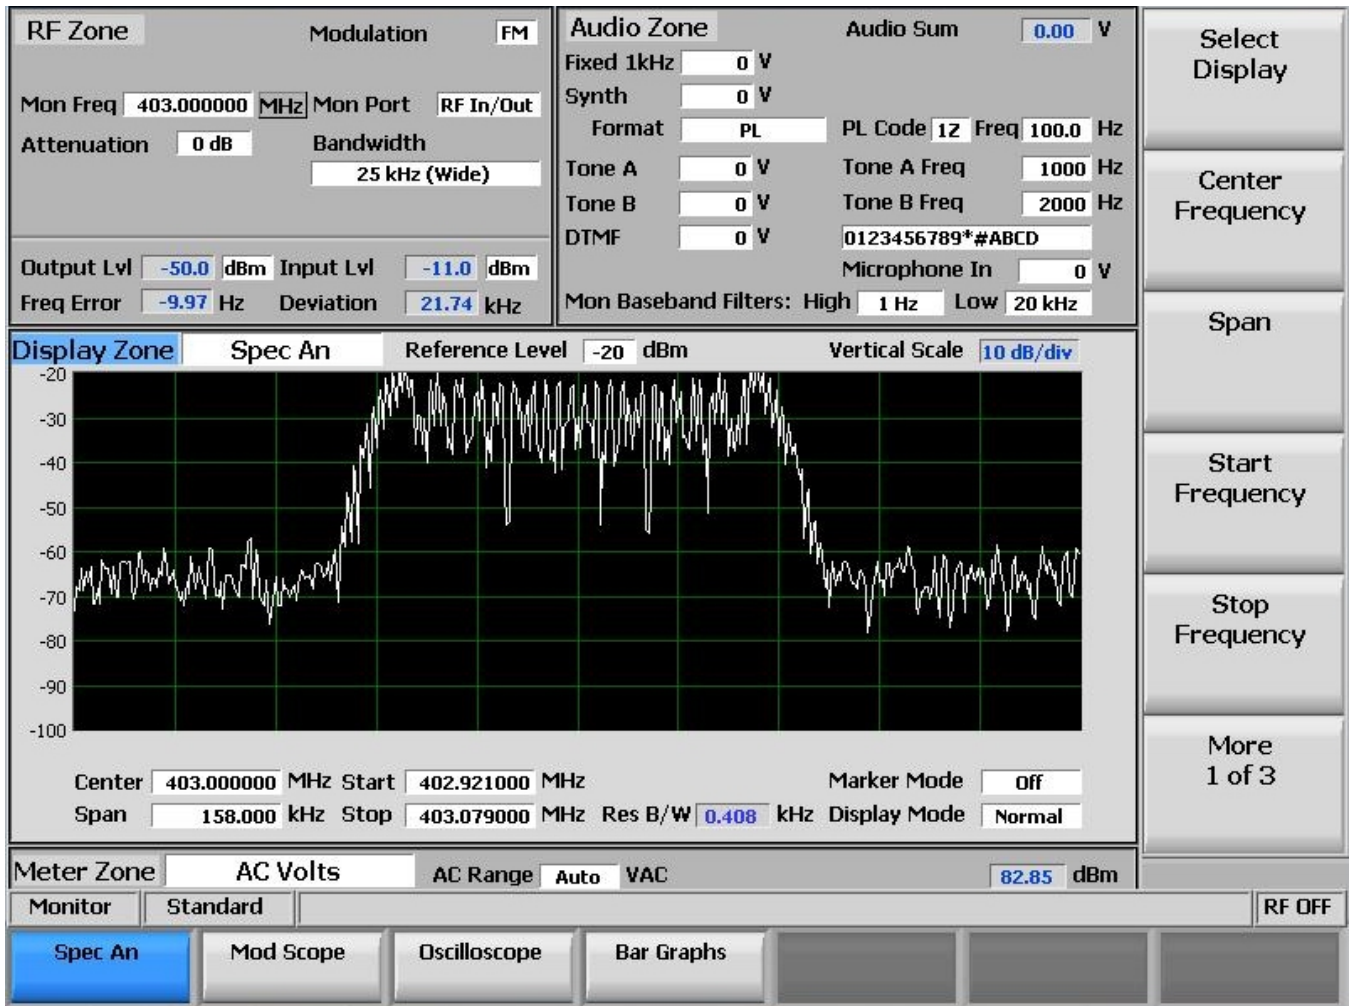 RF Zone
Modulation FM
Mon Freq 403.000000 MHz Mon Port RF In/Out
Attenuation 0 dB Bandwidth
25 kHz (Wide)
Output Lvl -50.0 dBm Input Lvl -11.0 dBm
Freq Error -9.97 Hz Deviation 21.74 kHz
Audio Zone Audio Sum 0.00 V
Fixed 1kHz 0 V
Synth 0 V
Format PL PL Code 1Z Freq 100.0 Hz
Tone A 0 V Tone A Freq 1000 Hz
Tone B 0 V Tone B Freq 2000 Hz
DTMF 0 V 0123456789*#ABCD
Microphone In 0 V
Mon Baseband Filters: High 1 Hz Low 20 kHz
Display Zone Spec An Reference Level -20 dBm Vertical Scale 10 dB/div
-20
-30
-40
-50
-60
-70
-80
-90
-100
Center 403.000000 MHz Start 402.921000 MHz Marker Mode Off
Span 158.000 kHz Stop 403.079000 MHz Res B/W 0.408 kHz Display Mode Normal
Meter Zone AC Volts AC Range Auto VAC 82.85 dBm
Monitor Standard RF OFF
Spec An Mod Scope Oscilloscope Bar Graphs
Select
Display
Center
Frequency
Span
Start
Frequency
Stop
Frequency
More
1 of 3